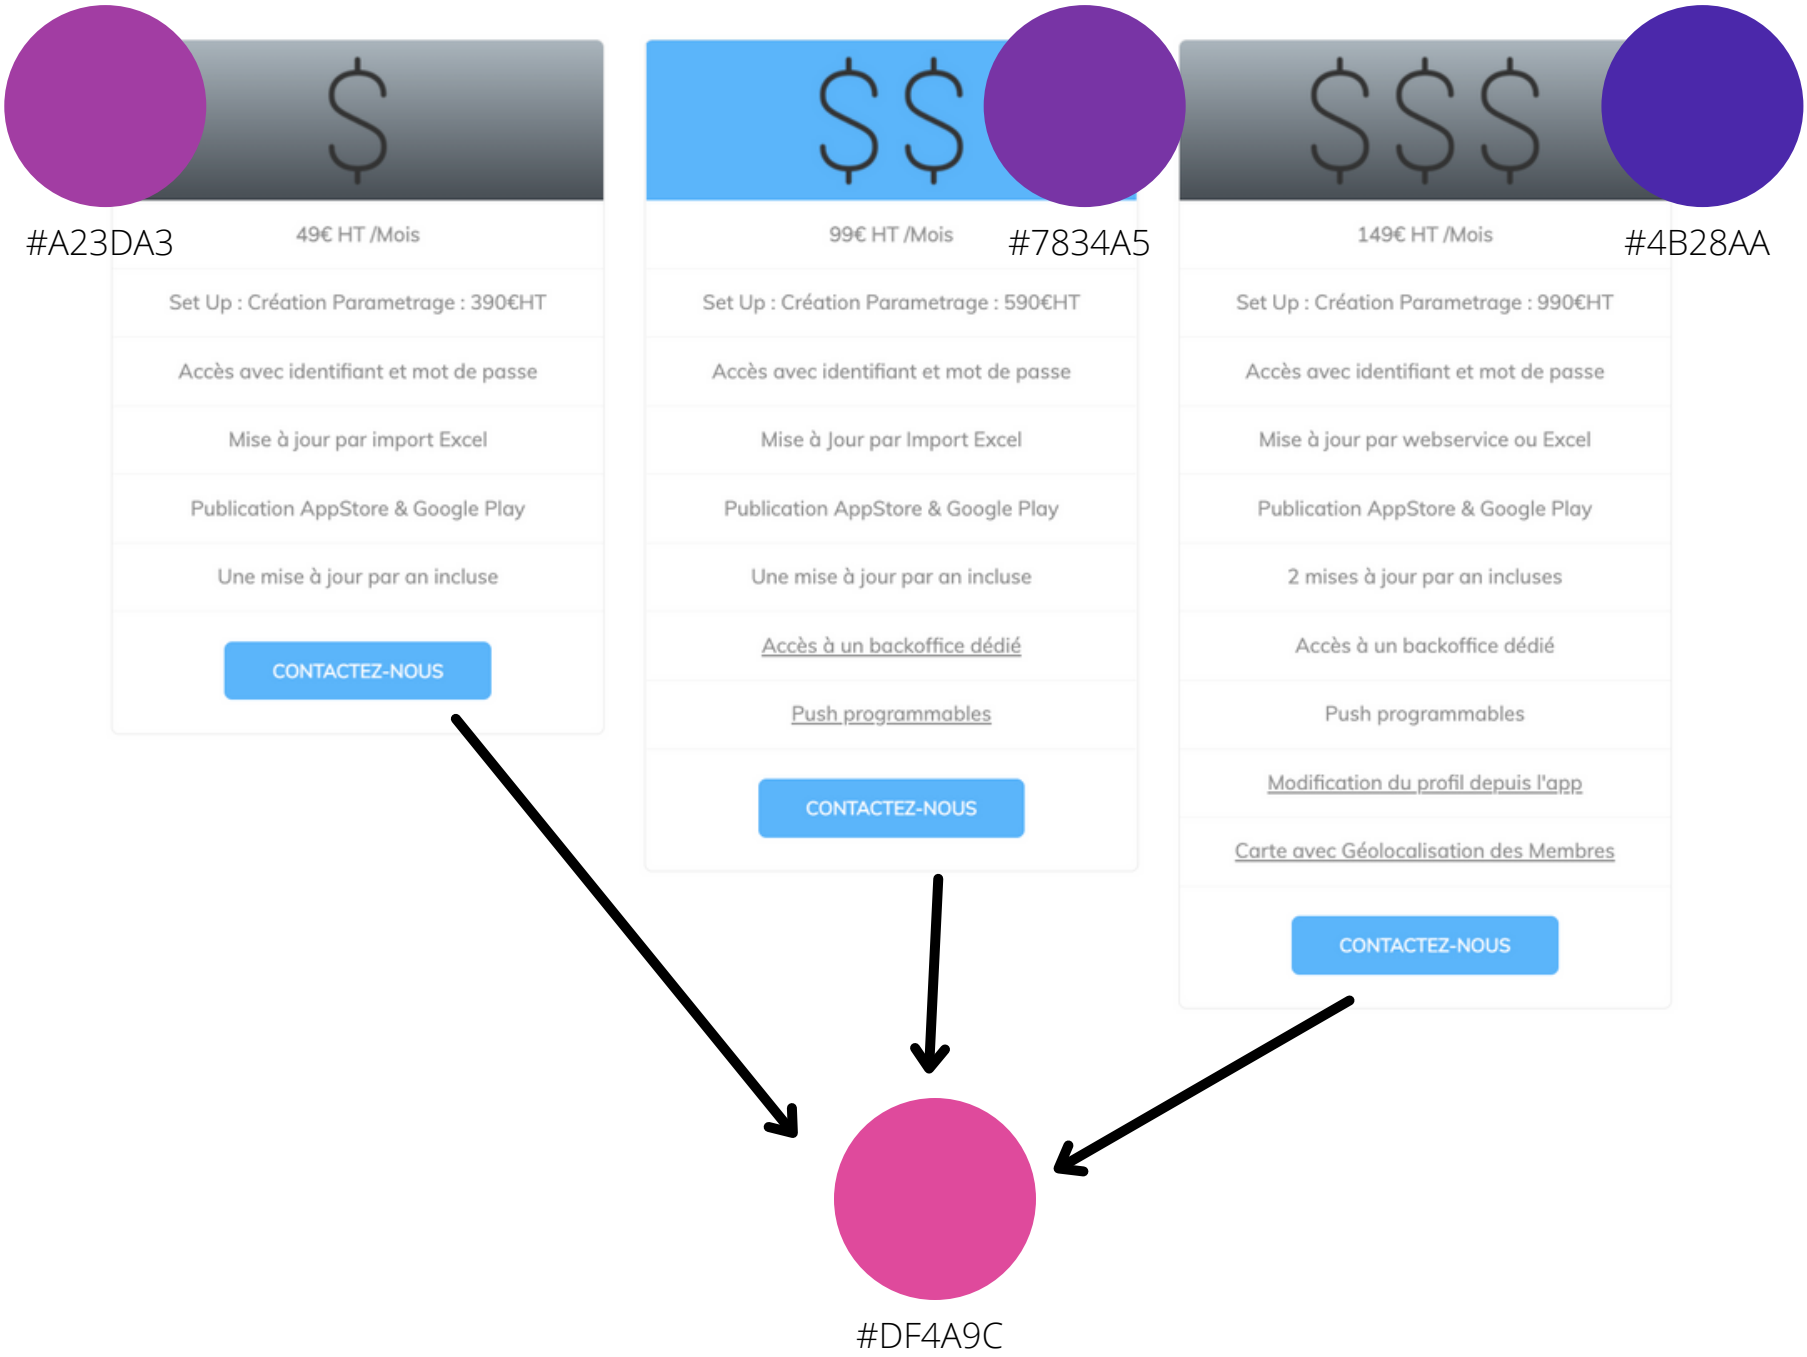 $
#A23DA3
49€ HT /Mois
Set Up : Création Parametrage : 390€HT
Accès avec identifiant et mot de passe
Mise à jour par import Excel
Publication AppStore & Google Play
Une mise à jour par an incluse
CONTACTEZ-NOUS
$$
#7834A5
99€ HT /Mois
Set Up : Création Parametrage : 590€HT
Accès avec identifiant et mot de passe
Mise à Jour par Import Excel
Publication AppStore & Google Play
Une mise à jour par an incluse
Accès à un backoffice dédié
Push programmables
CONTACTEZ-NOUS
$$$
#4B28AA
149€ HT /Mois
Set Up : Création Parametrage : 990€HT
Accès avec identifiant et mot de passe
Mise à jour par webservice ou Excel
Publication AppStore & Google Play
2 mises à jour par an incluses
Accès à un backoffice dédié
Push programmables
Modification du profil depuis l'app
Carte avec Géolocalisation des Membres
CONTACTEZ-NOUS
#DF4A9C